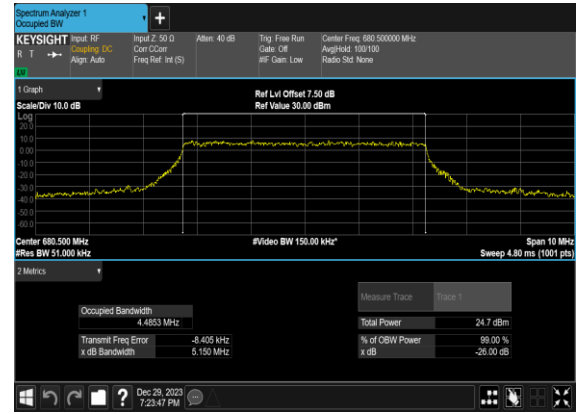 Spectrum Analyzer 1
Occupied BW
+
KEYSIGHT Input: RF Input Z: 50 Ω Atten: 40 dB Trig: Free Run Center Freq: 680.500000 MHz
R T Coupling: DC Corr CCorr Gate: Off Avg|Hold: 100/100
Align: Auto Freq Ref: Int (S) #IF Gain: Low Radio Std: None
LW
1 Graph Ref Lvl Offset 7.50 dB
Scale/Div 10.0 dB Ref Value 30.00 dBm
Log
20.0
10.0
0.00
-10.0
-20.0
-30.0
-40.0
-50.0
-60.0
Center 680.500 MHz #Video BW 150.00 kHz* Span 10 MHz
#Res BW 51.000 kHz Sweep 4.80 ms (1001 pts)
2 Metrics
Measure Trace Trace 1
Occupied Bandwidth
4.4853 MHz Total Power 24.7 dBm
Transmit Freq Error -8.405 kHz % of OBW Power 99.00 %
x dB Bandwidth 5.150 MHz x dB -26.00 dB
? Dec 29, 2023
7:23:47 PM